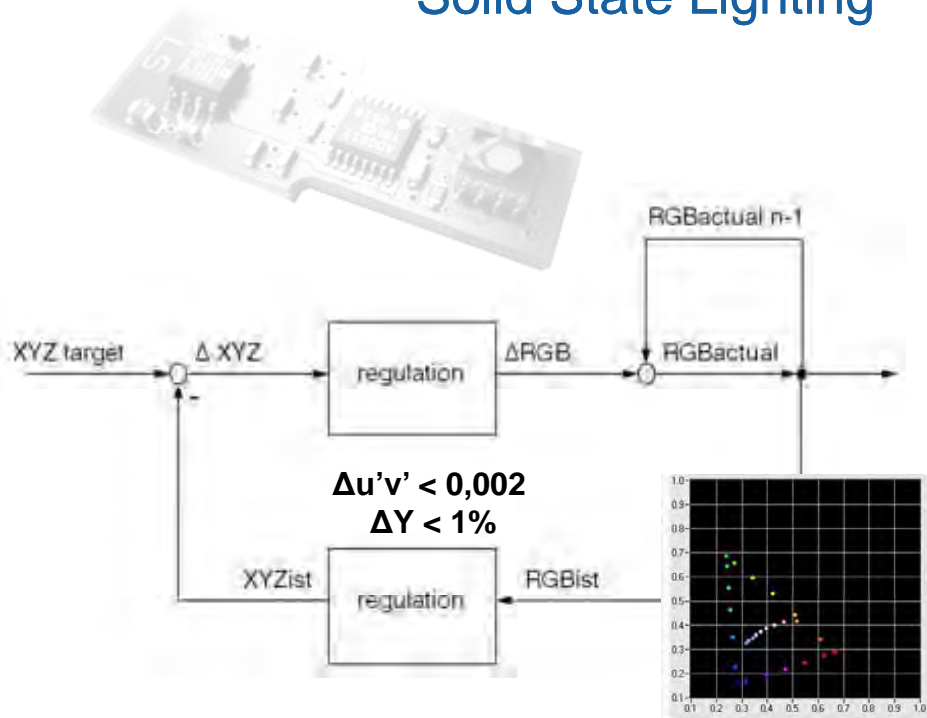 Solid State Lighting
RGBactual n-1
XYZ target
Δ XYZ
regulation
ΔRGB
RGBactual
-
Δu’v’ < 0,002
ΔY < 1%
XYZist
regulation
RGBist
1.0
0.9
0.8
0.7
0.6
0.5
0.4
0.3
0.2
0.1
0.1 0.2 0.3 0.4 0.5 0.6 0.7 0.8 0.9 1.0